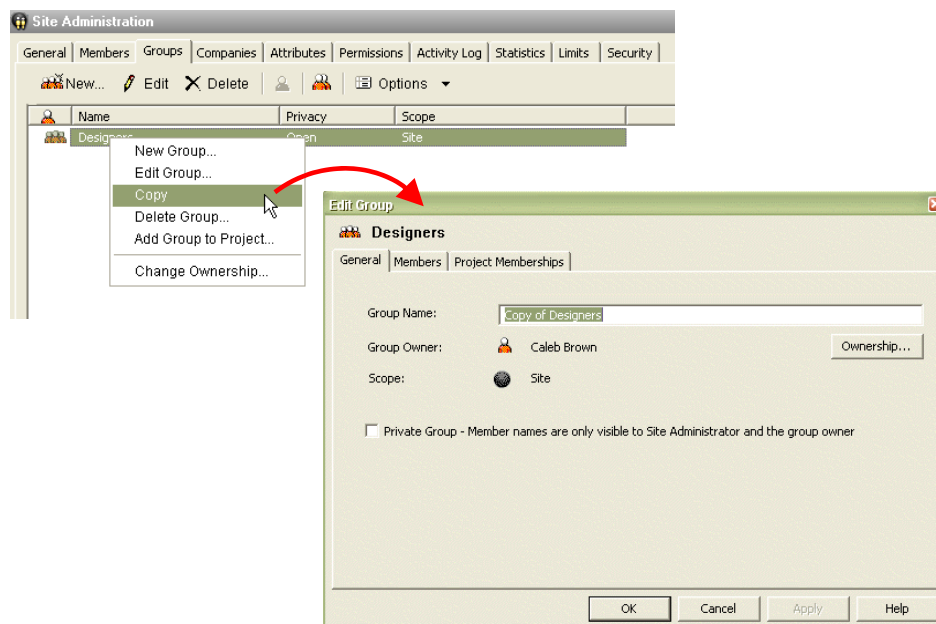 Site Administration
General Members Groups Companies Attributes Permissions Activity Log Statistics Limits Security
New... Edit Delete Options
Name Privacy Scope
Designers Open Site
New Group...
Edit Group...
Copy
Delete Group...
Add Group to Project...
Change Ownership...
Edit Group
Designers
General Members Project Memberships
Group Name: Copy of Designers
Group Owner: Caleb Brown Ownership...
Scope: Site
Private Group - Member names are only visible to Site Administrator and the group owner
OK Cancel Apply Help